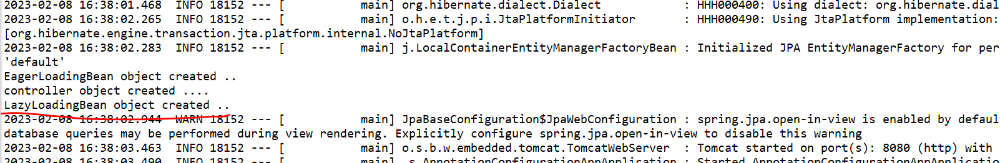 2023-02-08 16:38:01.468  INFO 18152 --- [           main] org.hibernate.dialect.Dialect            : HHH000400: Using dialect: org.hibernate.dial
2023-02-08 16:38:02.265  INFO 18152 --- [           main] o.h.e.t.j.p.i.JtaPlatformInitiator       : HHH000490: Using JtaPlatform implementation:
[org.hibernate.engine.transaction.jta.platform.internal.NoJtaPlatform]
2023-02-08 16:38:02.283  INFO 18152 --- [           main] j.LocalContainerEntityManagerFactoryBean : Initialized JPA EntityManagerFactory for per
'default'
EagerLoadingBean object created ..
controller object created ....
LazyLoadingBean object created ..
2023-02-08 16:38:02.944  WARN 18152 --- [           main] JpaBaseConfiguration$JpaWebConfiguration : spring.jpa.open-in-view is enabled by defaul
database queries may be performed during view rendering. Explicitly configure spring.jpa.open-in-view to disable this warning
2023-02-08 16:38:03.463  INFO 18152 --- [           main] o.s.b.w.embedded.tomcat.TomcatWebServer  : Tomcat started on port(s): 8080 (http) with
2023-02-08 16:38:03.490  INFO 18152 --- [           main] .s.AnnotationConfigurationAppApplication : Started AnnotationConfigurationAppApplicatio